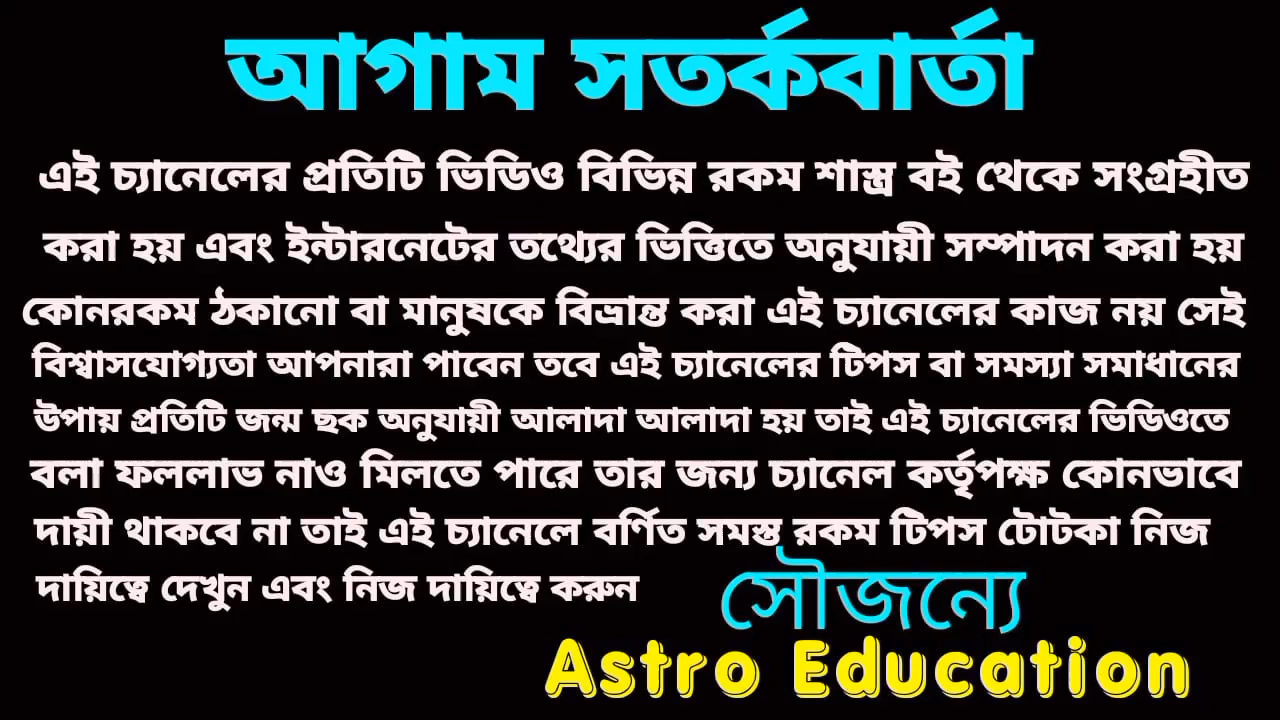 আগাম সতর্কবার্তা
এই চ্যানেলের প্রতিটি ভিডিও বিভিন্ন রকম শাস্ত্র বই থেকে সংগ্রহীত
করা হয় এবং ইন্টারনেটের তথ্যের ভিত্তিতে অনুযায়ী সম্পাদন করা হয়
কোনরকম ঠকানো বা মানুষকে বিভ্রান্ত করা এই চ্যানেলের কাজ নয় সেই
বিশ্বাসযোগ্যতা আপনারা পাবেন তবে এই চ্যানেলের টিপস বা সমস্যা সমাধানের
উপায় প্রতিটি জন্ম ছক অনুযায়ী আলাদা আলাদা হয় তাই এই চ্যানেলের ভিডিওতে
বলা ফললাভ নাও মিলতে পারে তার জন্য চ্যানেল কর্তৃপক্ষ কোনভাবে
দায়ী থাকবে না তাই এই চ্যানেলে বর্ণিত সমস্ত রকম টিপস টোটকা নিজ
দায়িত্বে দেখুন এবং নিজ দায়িত্বে করুন
সৌজন্যে
Astro Education